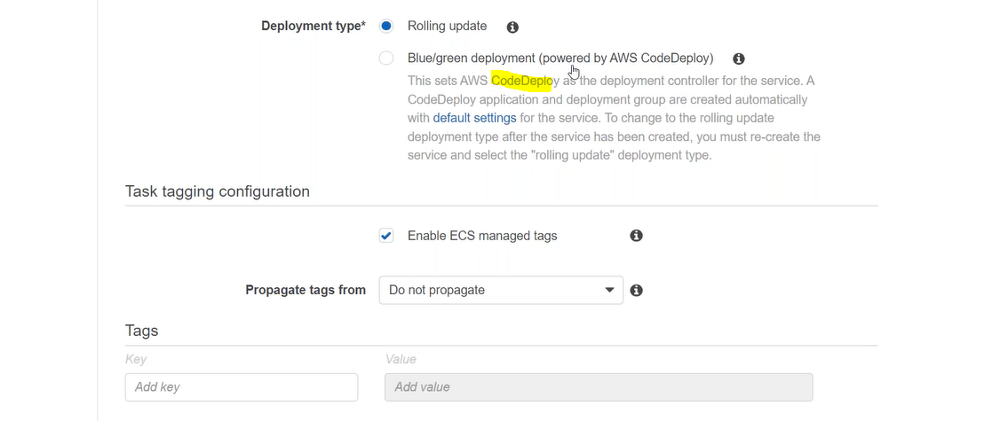 Deployment type* Rolling update
Blue/green deployment (powered by AWS CodeDeploy)
This sets AWS CodeDeploy as the deployment controller for the service. A
CodeDeploy application and deployment group are created automatically
with default settings for the service. To change to the rolling update
deployment type after the service has been created, you must re-create the
service and select the "rolling update" deployment type.
Task tagging configuration
Enable ECS managed tags
Propagate tags from Do not propagate
Tags
Key Value
Add key Add value